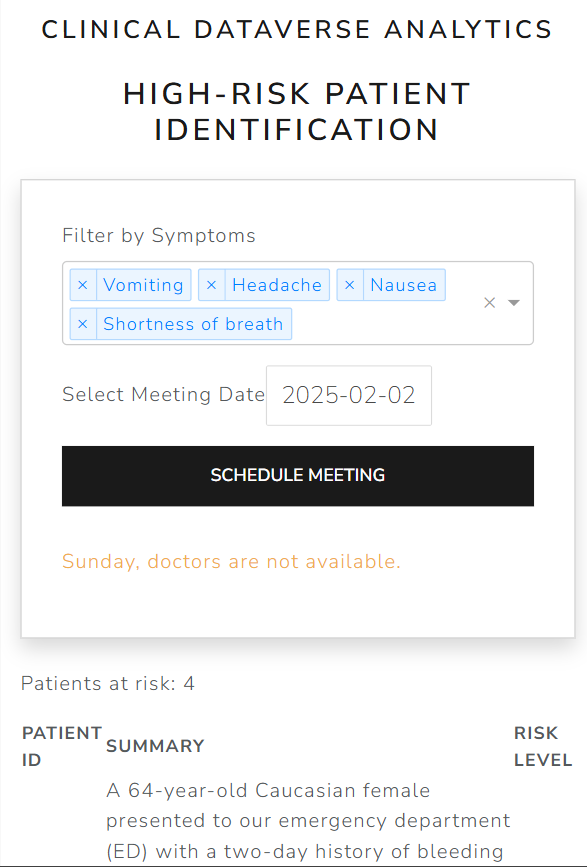 CLINICAL DATAVERSE ANALYTICS
HIGH-RISK PATIENT
IDENTIFICATION
Filter by Symptoms
× Vomiting × Headache × Nausea
× Shortness of breath
×
Select Meeting Date 2025-02-02
SCHEDULE MEETING
Sunday, doctors are not available.
Patients at risk: 4
PATIENT ID SUMMARY RISK LEVEL
A 64-year-old Caucasian female
presented to our emergency department
(ED) with a two-day history of bleeding